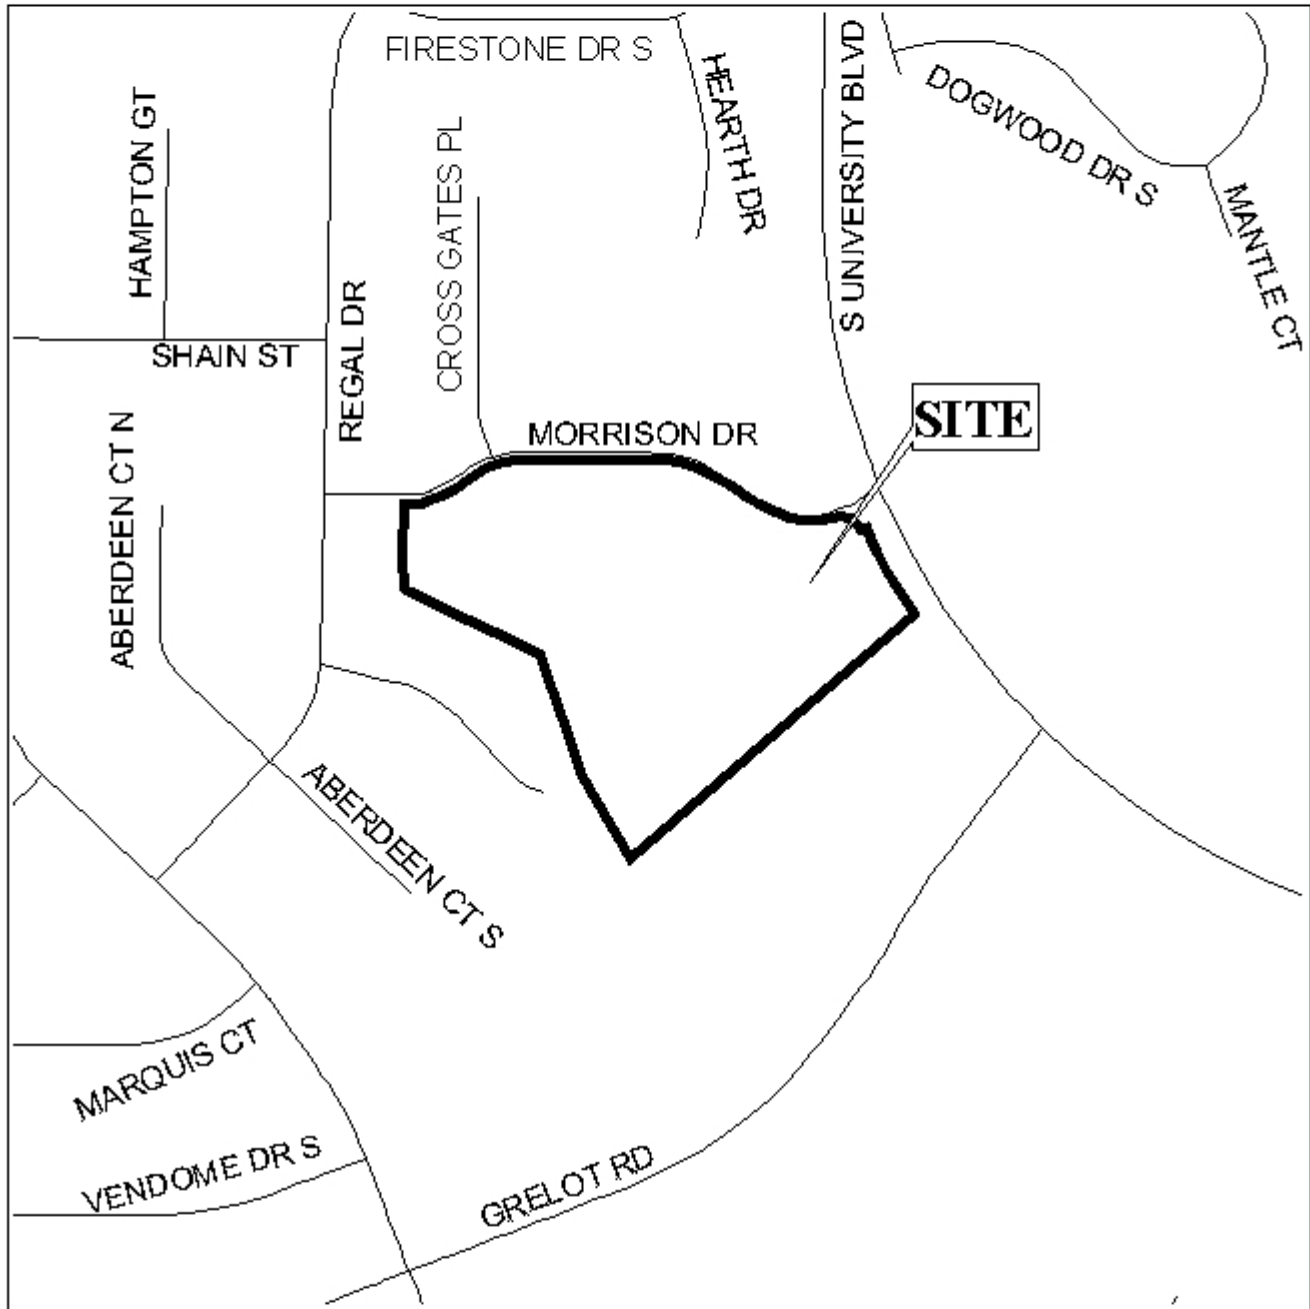 FIRESTONE DR S
HEARTH DR
S UNIVERSITY BLVD
DOGWOOD DR S
MANTLE CT
HAMPTON GT
CROSS GATES PL
REGAL DR
SHAIN ST
SITE
MORRISON DR
ABERDEEN CT N
ABERDEEN CT S
MARQUIS CT
VENDOME DR S
GRELOT RD